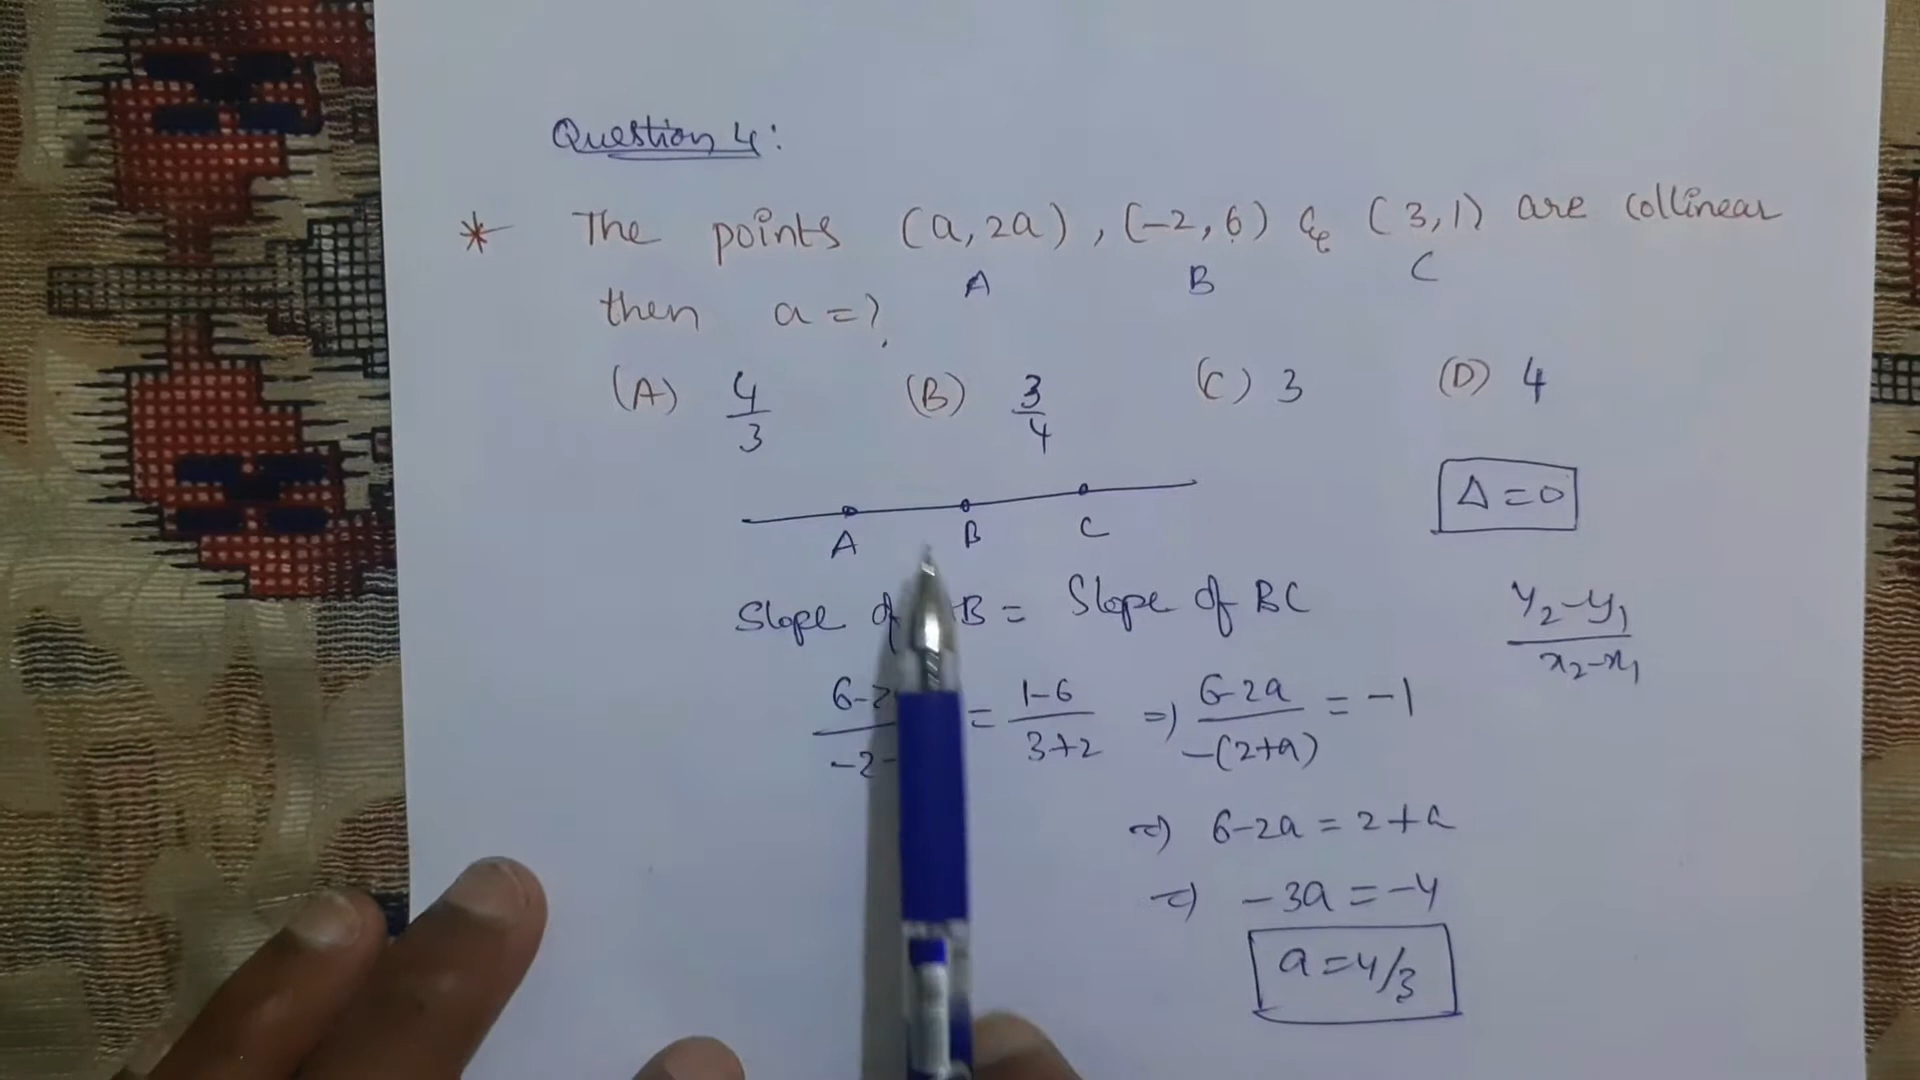 Question 4:
* The points (a,2a), (-2,6) & (3,1) are collinear
A B C
then a=?
(A) 4/3 (B) 3/4 (C) 3 (D) 4
Δ=0
A B C
Slope of B = Slope of BC
y₂-y₁/x₂-x₁
6- = 1-6/3+2 => 6-2a/-(2+a) = -1
-2-
=> 6-2a = 2+a
=> -3a = -4
a=4/3